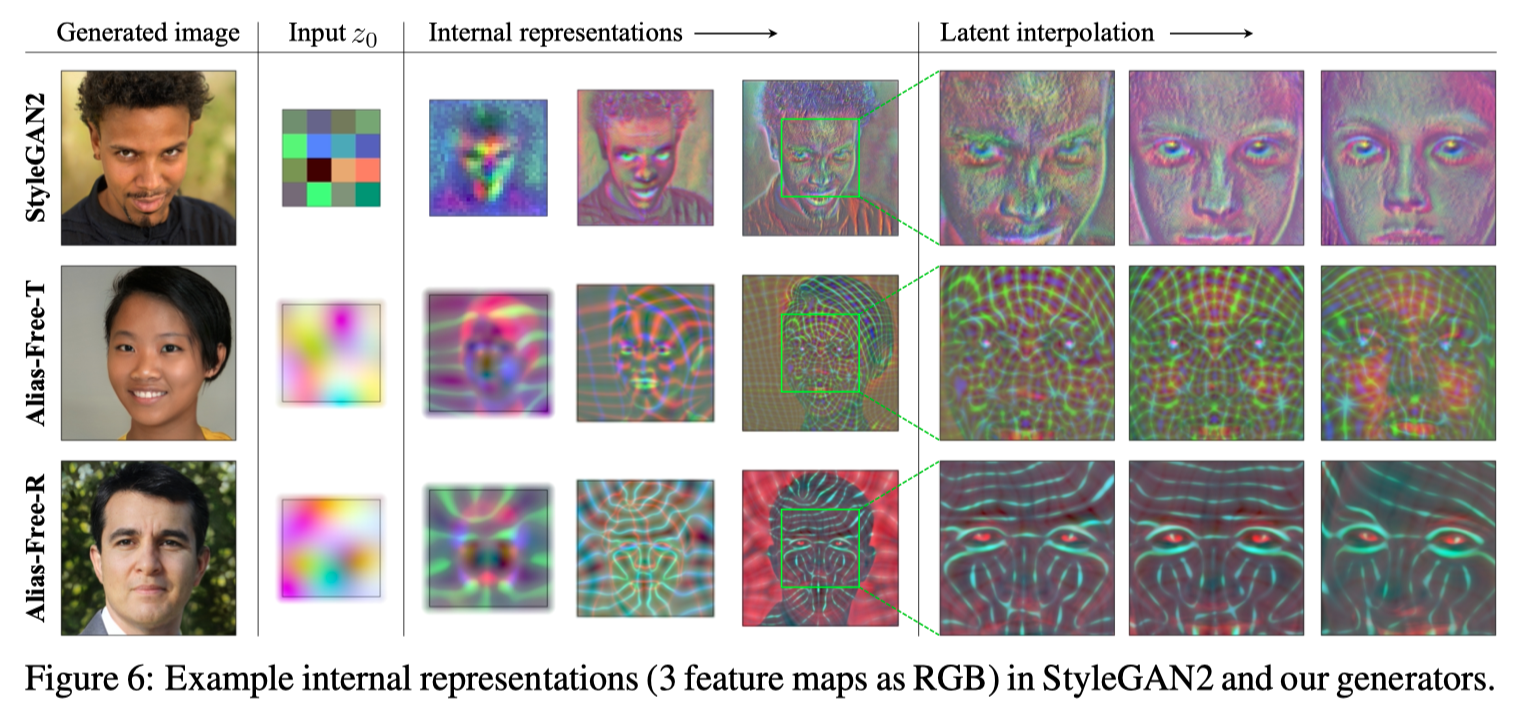 Generated image
Input z₀
Internal representations
Latent interpolation
StyleGAN2
Alias-Free-T
Alias-Free-R
Figure 6: Example internal representations (3 feature maps as RGB) in StyleGAN2 and our generators.